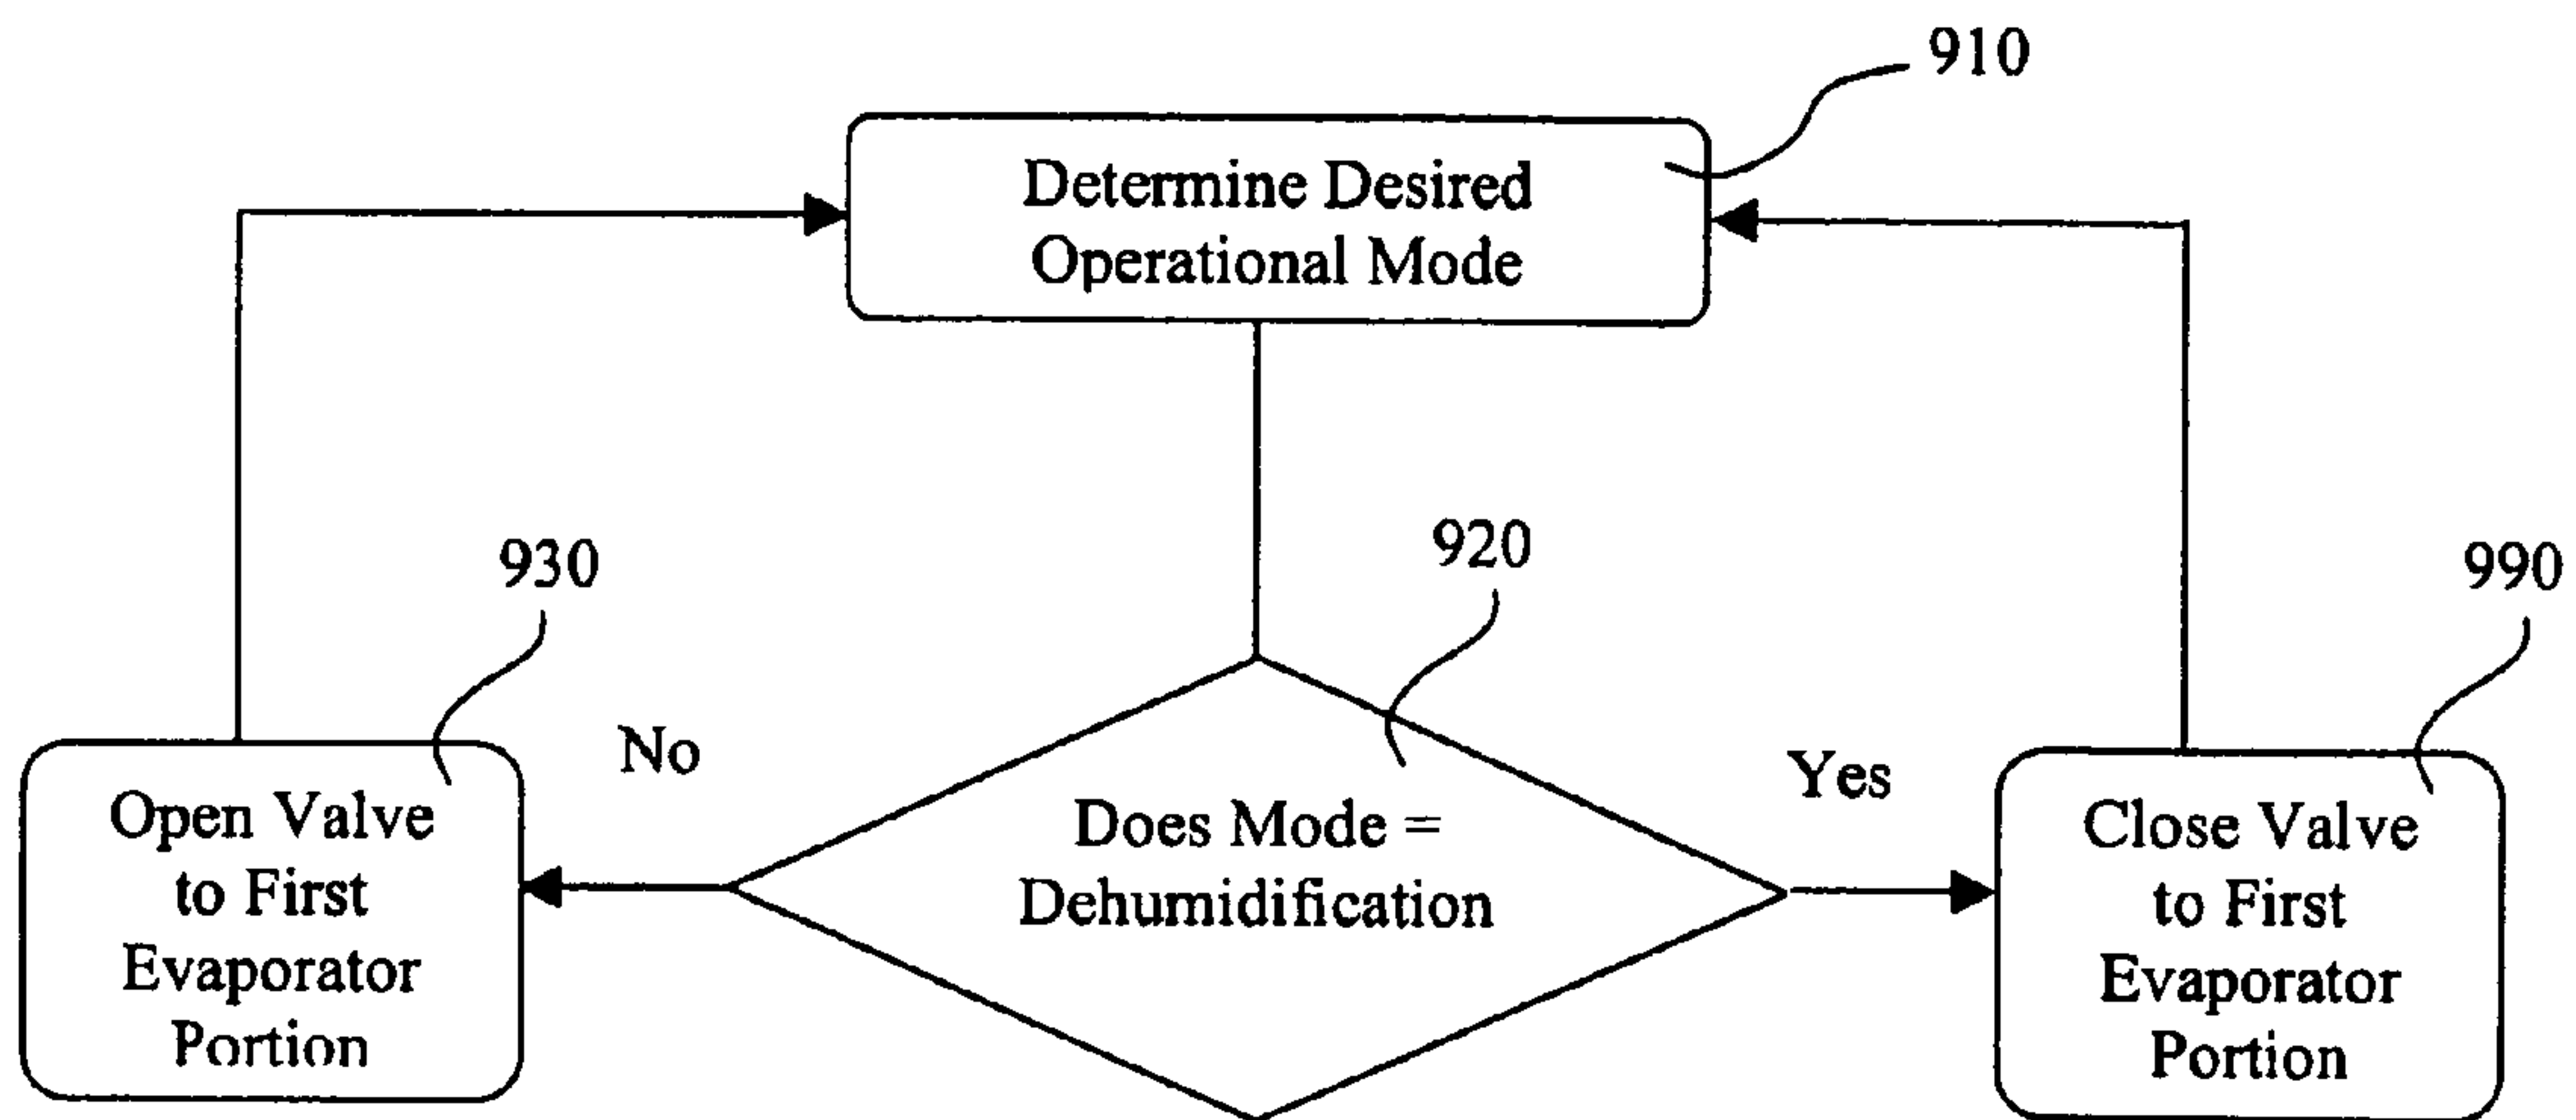 910
Determine Desired
Operational Mode
930
920
990
No
Yes
Open Valve
to First
Evaporator
Portion
Does Mode =
Dehumidification
Close Valve
to First
Evaporator
Portion